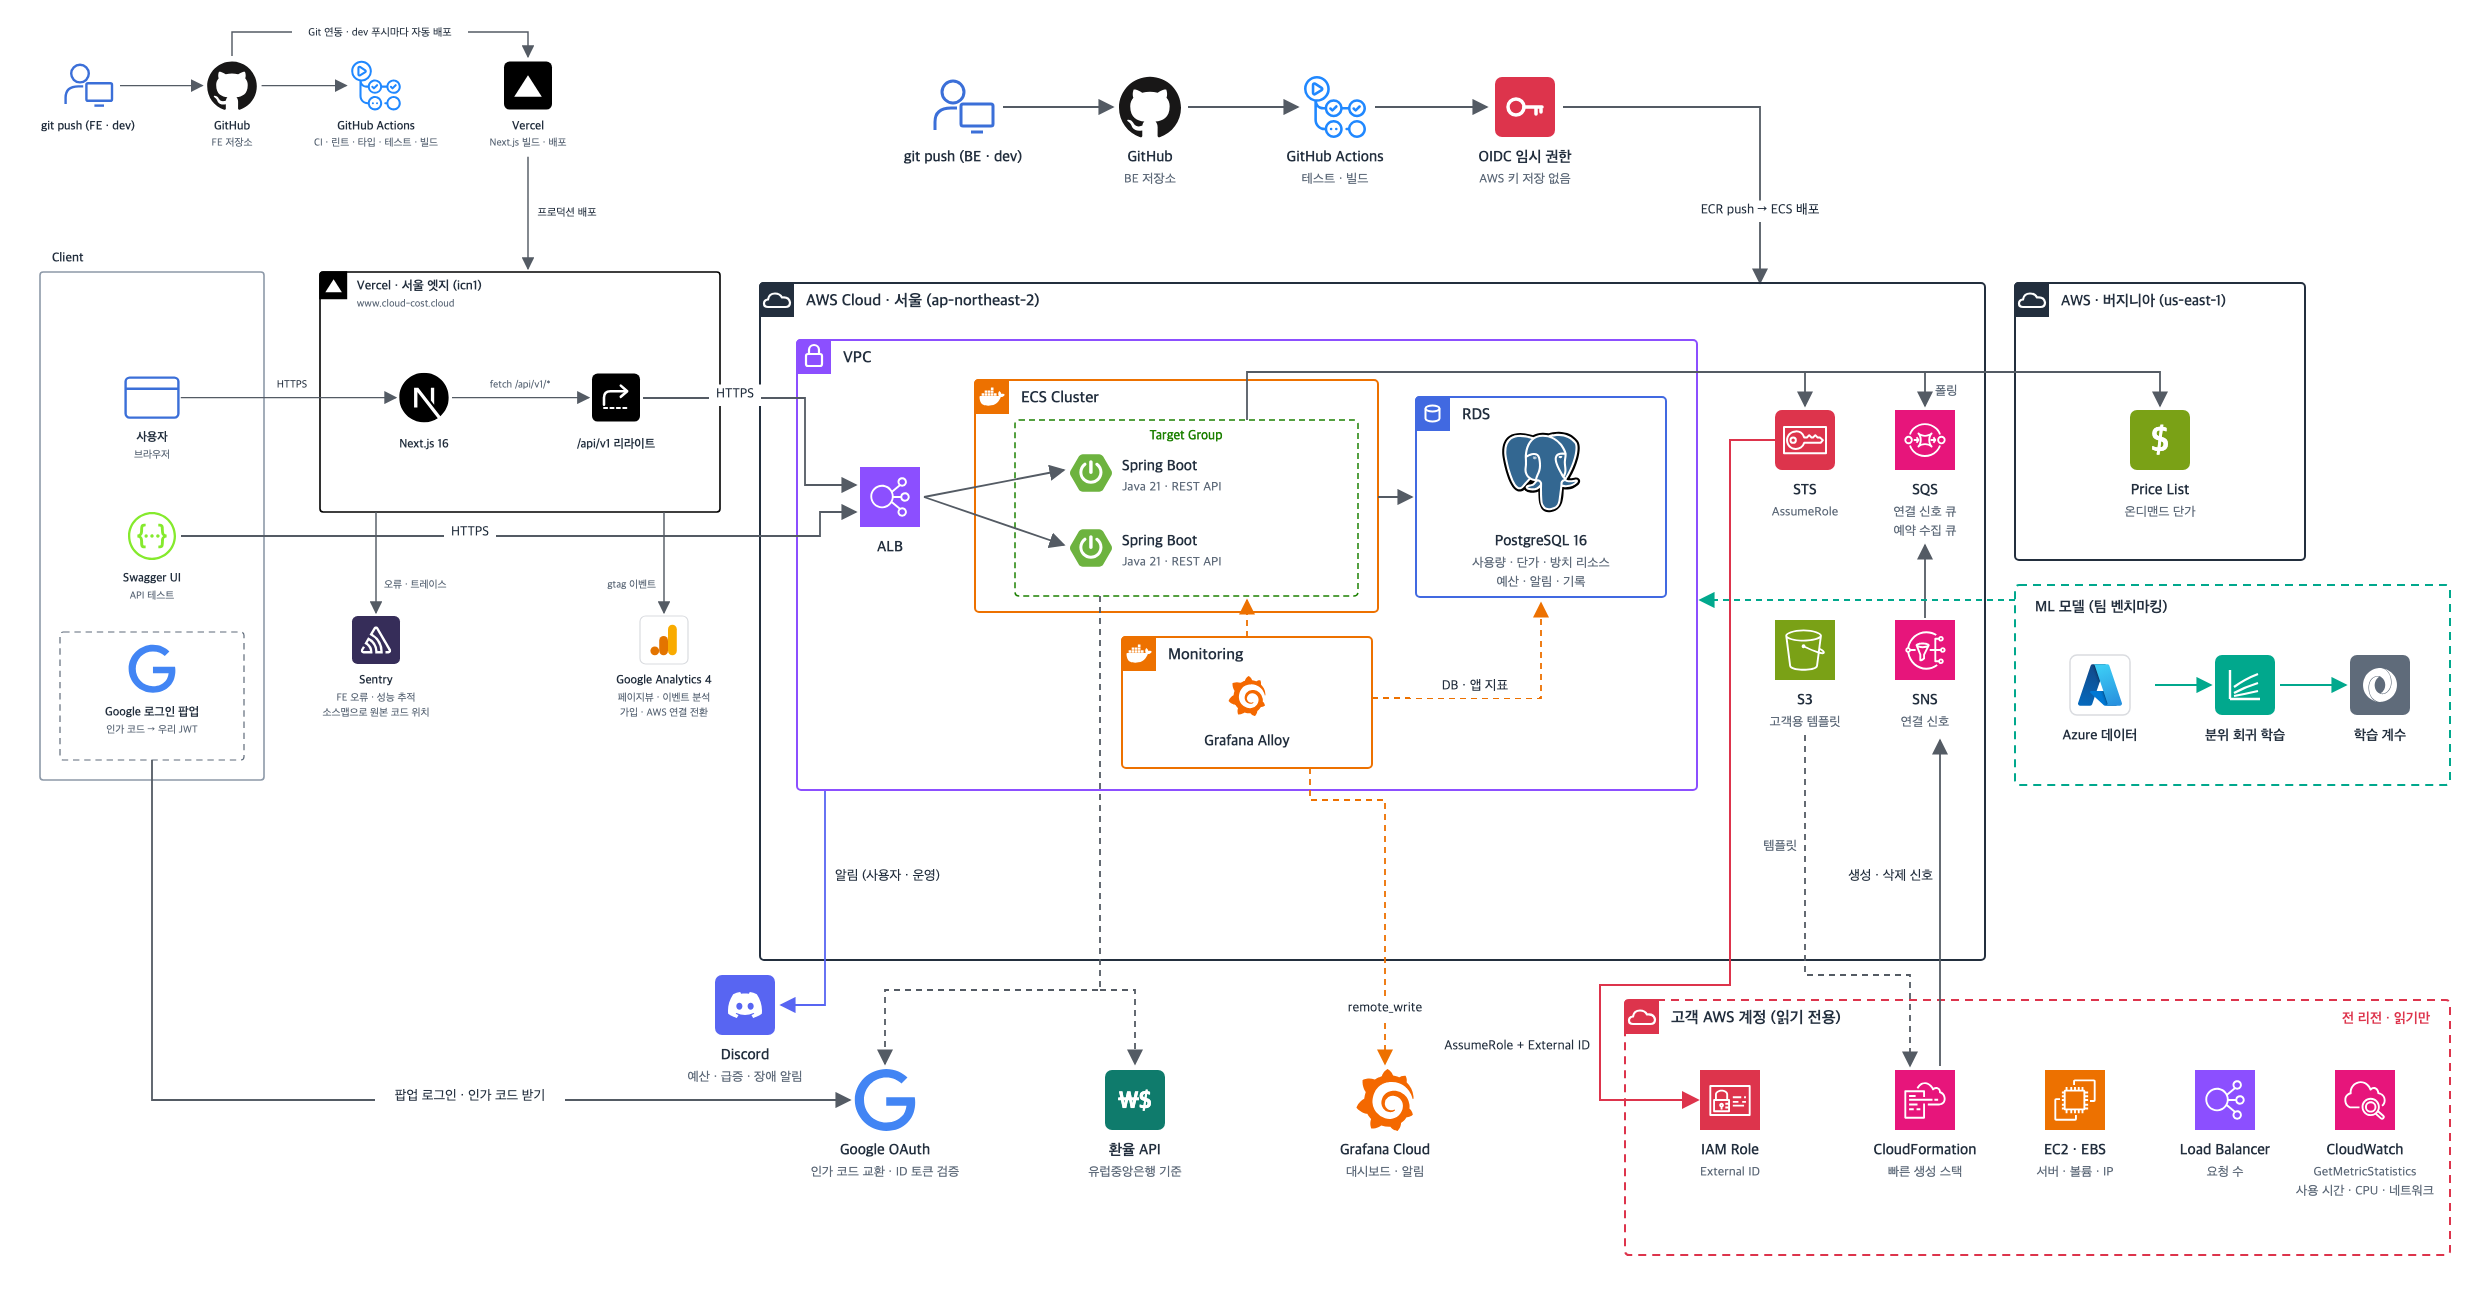 Git 연동 · dev 푸시마다 자동 배포
git push (FE · dev)
GitHub
FE 저장소
GitHub Actions
CI · 린트 · 타입 · 테스트 · 빌드
Vercel
Next.js 빌드 · 배포
프로덕션 배포
git push (BE · dev)
GitHub
BE 저장소
GitHub Actions
테스트 · 빌드
OIDC 임시 권한
AWS 키 저장 없음
ECR push → ECS 배포
Client
사용자
브라우저
HTTPS
Swagger UI
API 테스트
HTTPS
Google 로그인 팝업
인가 코드 → 우리 JWT
Vercel · 서울 엣지 (icn1)
www.cloud-cost.cloud
N
Next.js 16
fetch /api/v1/*
/api/v1 리라이트
HTTPS
오류 · 트레이스
gtag 이벤트
Sentry
FE 오류 · 성능 추적
소스맵으로 원본 코드 위치
Google Analytics 4
페이지뷰 · 이벤트 분석
가입 · AWS 연결 전환
AWS Cloud · 서울 (ap-northeast-2)
VPC
ALB
ECS Cluster
Target Group
Spring Boot
Java 21 · REST API
Spring Boot
Java 21 · REST API
RDS
PostgreSQL 16
사용량 · 단가 · 방치 리소스
예산 · 알림 · 기록
Monitoring
Grafana Alloy
DB · 앱 지표
STS
AssumeRole
폴링
SQS
연결 신호 큐
예약 수집 큐
S3
고객용 템플릿
SNS
연결 신호
템플릿
생성 · 삭제 신호
알림 (사용자 · 운영)
AWS · 버지니아 (us-east-1)
$
Price List
온디맨드 단가
ML 모델 (팀 벤치마킹)
Azure 데이터
분위 회귀 학습
학습 계수
Discord
예산 · 급증 · 장애 알림
팝업 로그인 · 인가 코드 받기
Google OAuth
인가 코드 교환 · ID 토큰 검증
₩$
환율 API
유럽중앙은행 기준
remote_write
Grafana Cloud
대시보드 · 알림
AssumeRole + External ID
고객 AWS 계정 (읽기 전용)
전 리전 · 읽기만
IAM Role
External ID
CloudFormation
빠른 생성 스택
EC2 · EBS
서버 · 볼륨 · IP
Load Balancer
요청 수
CloudWatch
GetMetricStatistics
사용 시간 · CPU · 네트워크